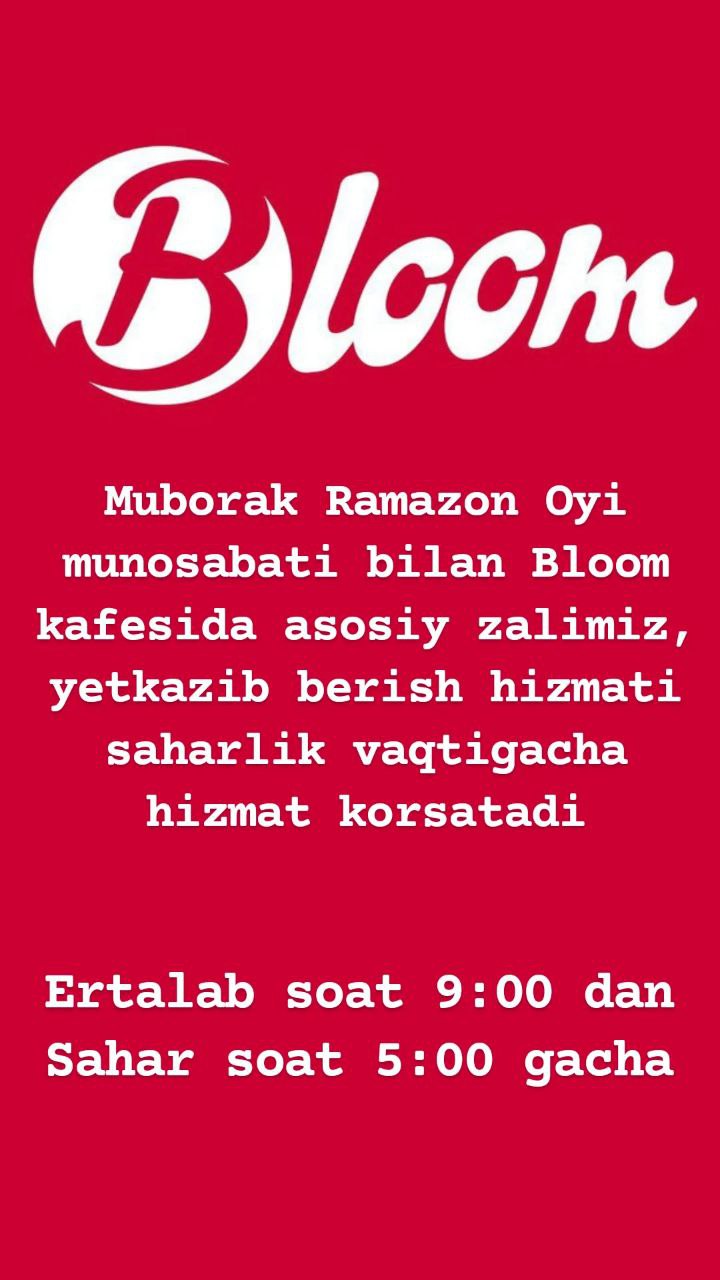 Bloom
Muborak Ramazon Oyi
munosabati bilan Bloom
kafesida asosiy zalimiz,
yetkazib berish hizmati
saharlik vaqtigacha
hizmat korsatadi
Ertalab soat 9:00 dan
Sahar soat 5:00 gacha